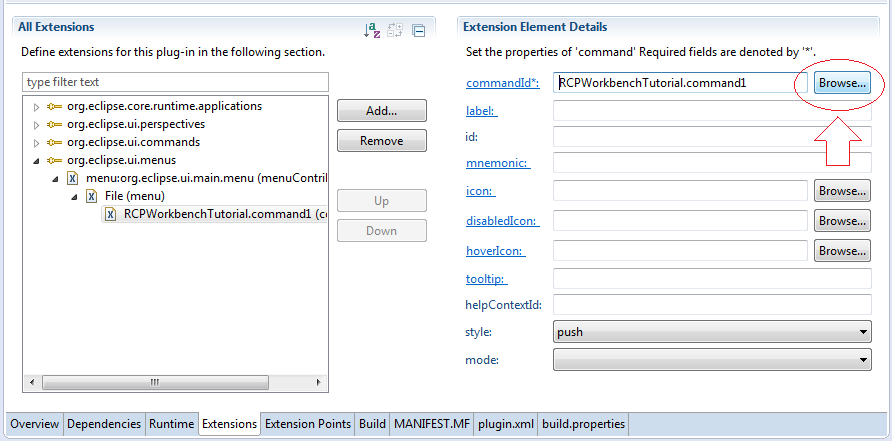 All Extensions
Define extensions for this plug-in in the following section.
type filter text
org.eclipse.core.runtime.applications
org.eclipse.ui.perspectives
org.eclipse.ui.commands
org.eclipse.ui.menus
menu:org.eclipse.ui.main.menu (menuContril
File (menu)
RCPWorkbenchTutorial.command1 (co
Add...
Remove
Up
Down
Extension Element Details
Set the properties of 'command' Required fields are denoted by '*'.
commandId*: RCPWorkbenchTutorial.command1 Browse...
label:
id:
mnemonic:
icon: Browse...
disabledIcon: Browse...
hoverIcon: Browse...
tooltip:
helpContextId:
style: push
mode:
Overview Dependencies Runtime Extensions Extension Points Build MANIFEST.MF plugin.xml build.properties